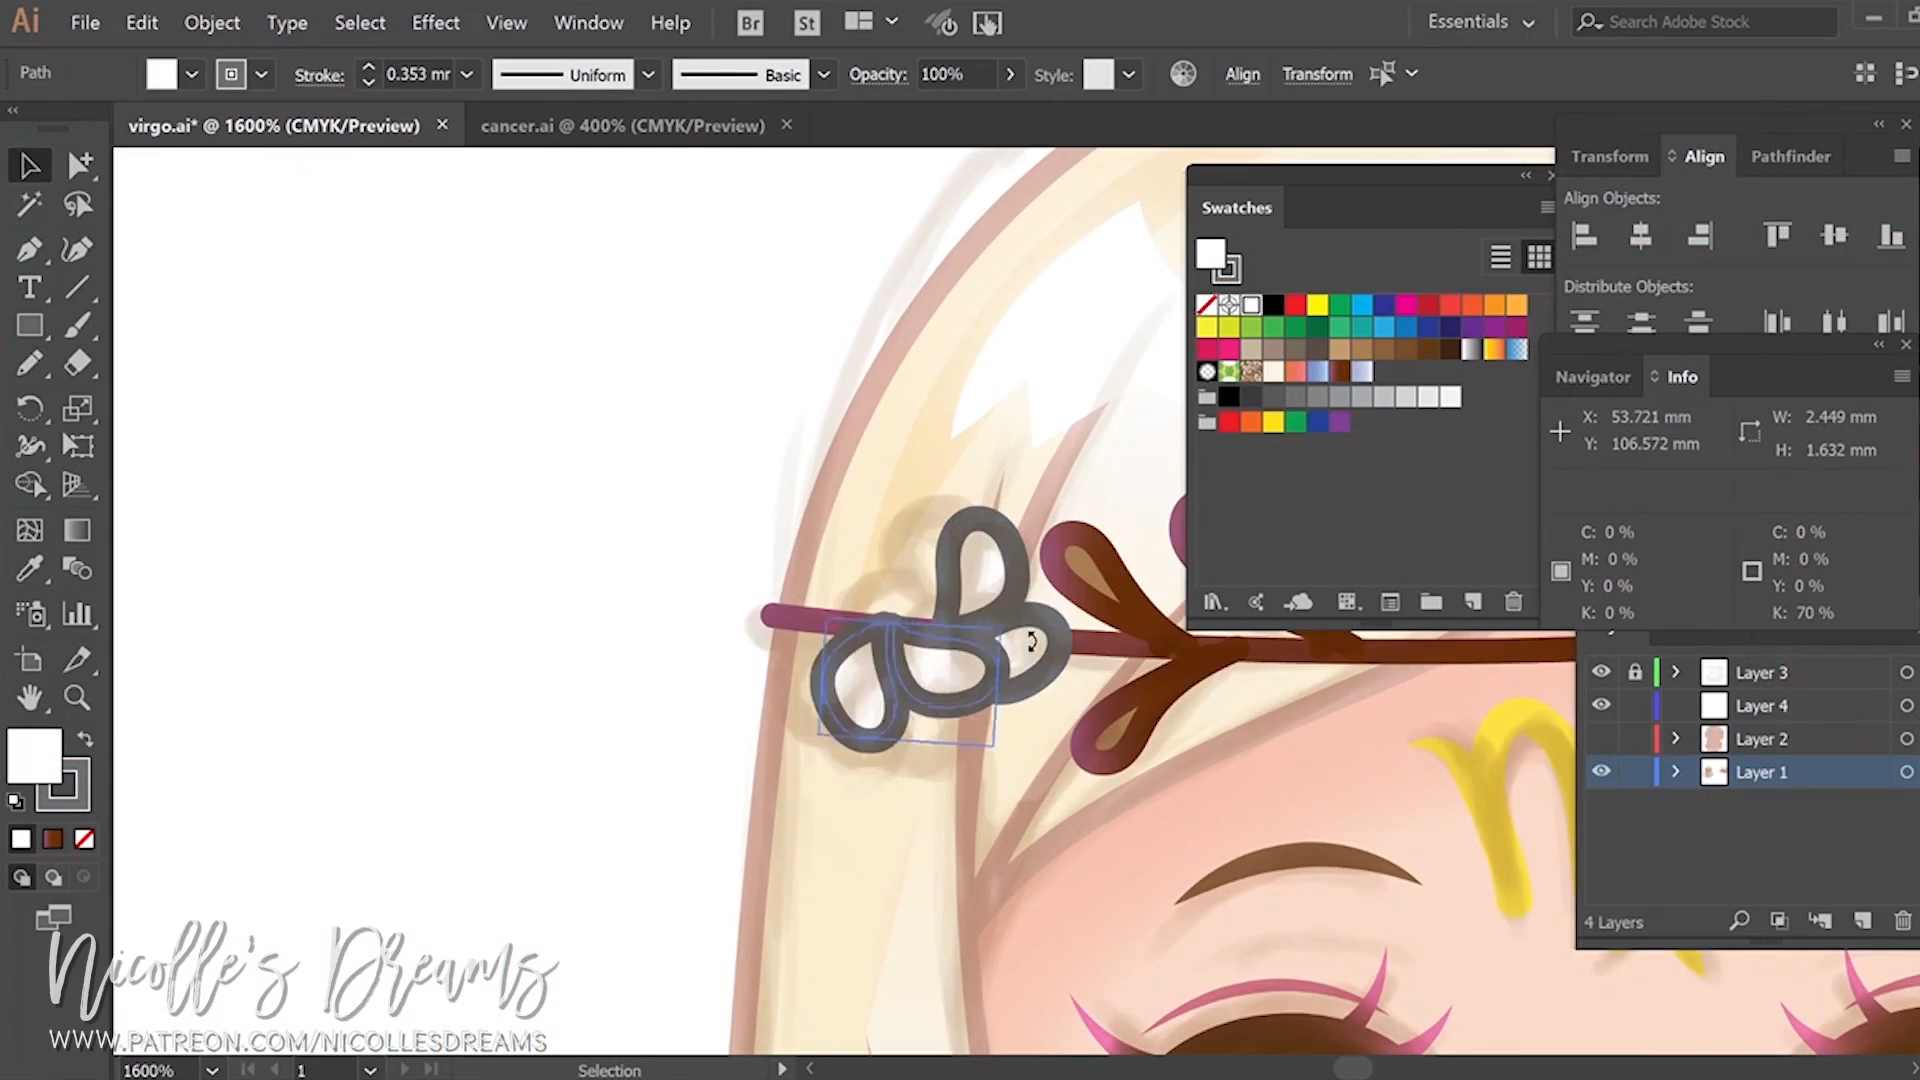 Ai File Edit Object Type Select Effect View Window Help Br St Essentials Search Adobe Stock
Path Stroke: 0.353 mr Uniform Basic Opacity: 100% Style: Align Transform
virgo.ai* @ 1600% (CMYK/Preview) × cancer.ai @ 400% (CMYK/Preview) ×
Transform Align Pathfinder
Align Objects:
Swatches
Distribute Objects:
Navigator Info
X: 53.721 mm W: 2.449 mm
Y: 106.572 mm H: 1.632 mm
C: 0 % C: 0 %
M: 0 % M: 0 %
Y: 0 % Y: 0 %
K: 0 % K: 70 %
Layer 3
Layer 4
Layer 2
Layer 1
4 Layers
Nicolle's Dreams
WWW.PATREON.COM/NICOLLESDREAMS
1600% 1 Selection